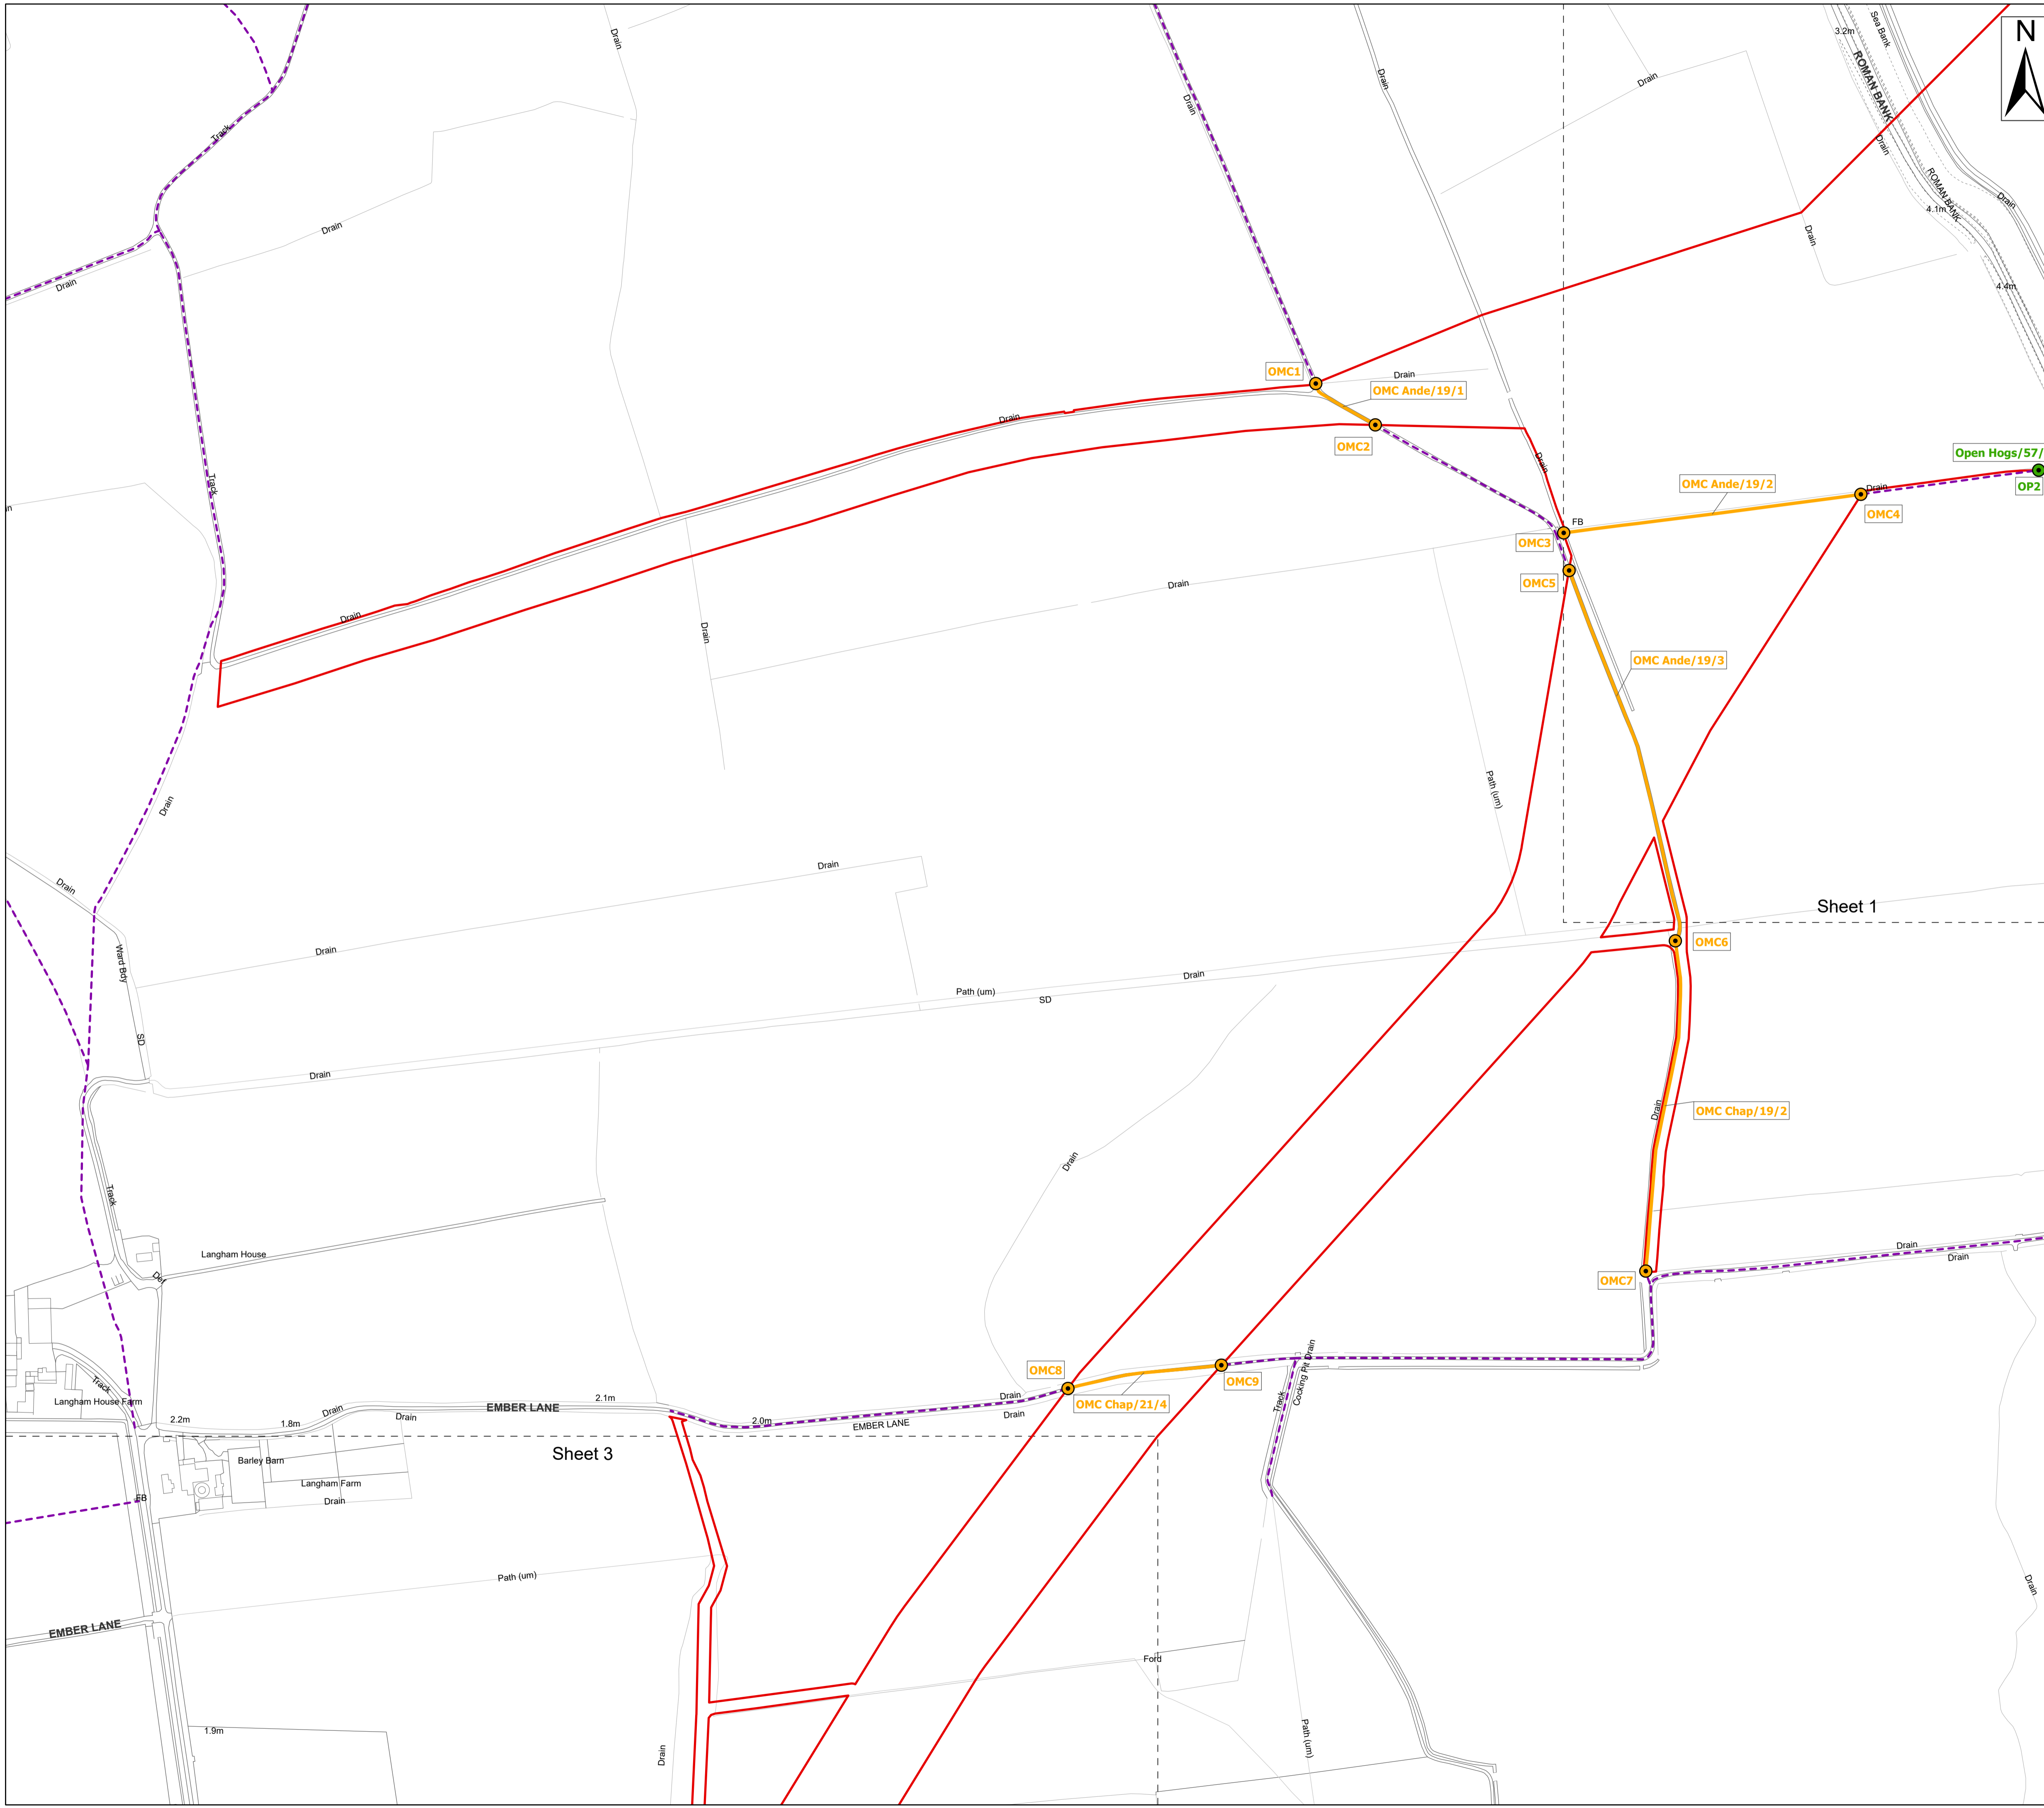 Drain
Drain
3.2m
Sea Bank
N
ROMAN BANK
Drain
Drain
Drain
Track
Drain
ROMAN BANK
Drain
4.1m
Drain
Drain
Drain
4.4m
OMC1
Drain
OMC Ande/19/1
Drain
OMC2
Open Hogs/57/
Drain
OMC Ande/19/2
Drain
OP2
Track
OMC4
FB
OMC3
OMC5
Drain
Drain
Drain
OMC Ande/19/3
Path (um)
Drain
Drain
Drain
Sheet 1
Drain
OMC6
Ward Bdy
Drain
Path (um)
SD
SD
Drain
OMC Chap/19/2
Drain
Drain
Track
Langham House
Def
Drain
Drain
OMC7
Cocking Pit Drain
OMC8
OMC9
Track
Langham House Farm
Track
OMC Chap/21/4
2.1m
Drain
EMBER LANE
Drain
2.2m
1.8m
Drain
Drain
2.0m
EMBER LANE
Sheet 3
Barley Barn
Langham Farm
FB
Drain
Path (um)
Drain
EMBER LANE
Ford
1.9m
Path (um)
Drain